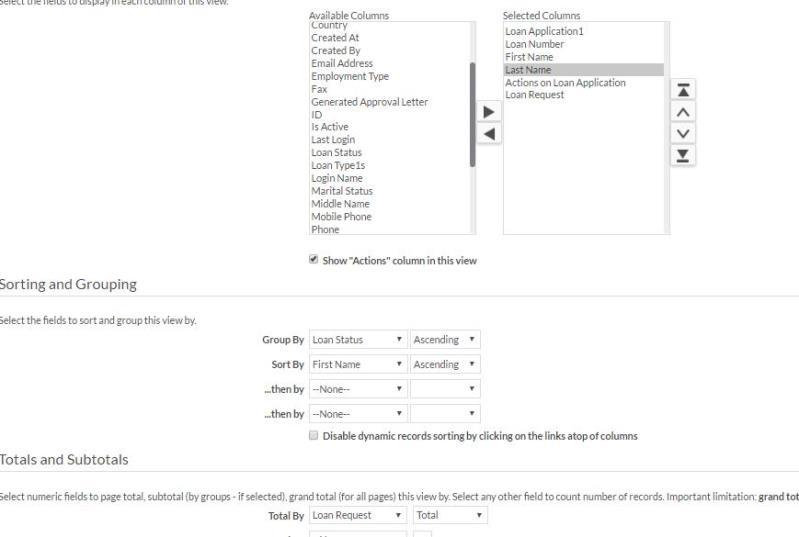 Select the fields to display in each column of this view.
Available Columns
Selected Columns
Country
Created At
Created By
Email Address
Employment Type
Fax
Generated Approval Letter
ID
Is Active
Last Login
Loan Status
Loan Type1s
Login Name
Marital Status
Middle Name
Mobile Phone
Phone
Loan Application1
Loan Number
First Name
Last Name
Actions on Loan Application
Loan Request
Show "Actions" column in this view
Sorting and Grouping
Select the fields to sort and group this view by.
Group By Loan Status Ascending
Sort By First Name Ascending
...then by --None--
...then by --None--
Disable dynamic records sorting by clicking on the links atop of columns
Totals and Subtotals
Select numeric fields to page total, subtotal (by groups - if selected), grand total (for all pages) this view by. Select any other field to count number of records. Important limitation: grand tot
Total By Loan Request Total